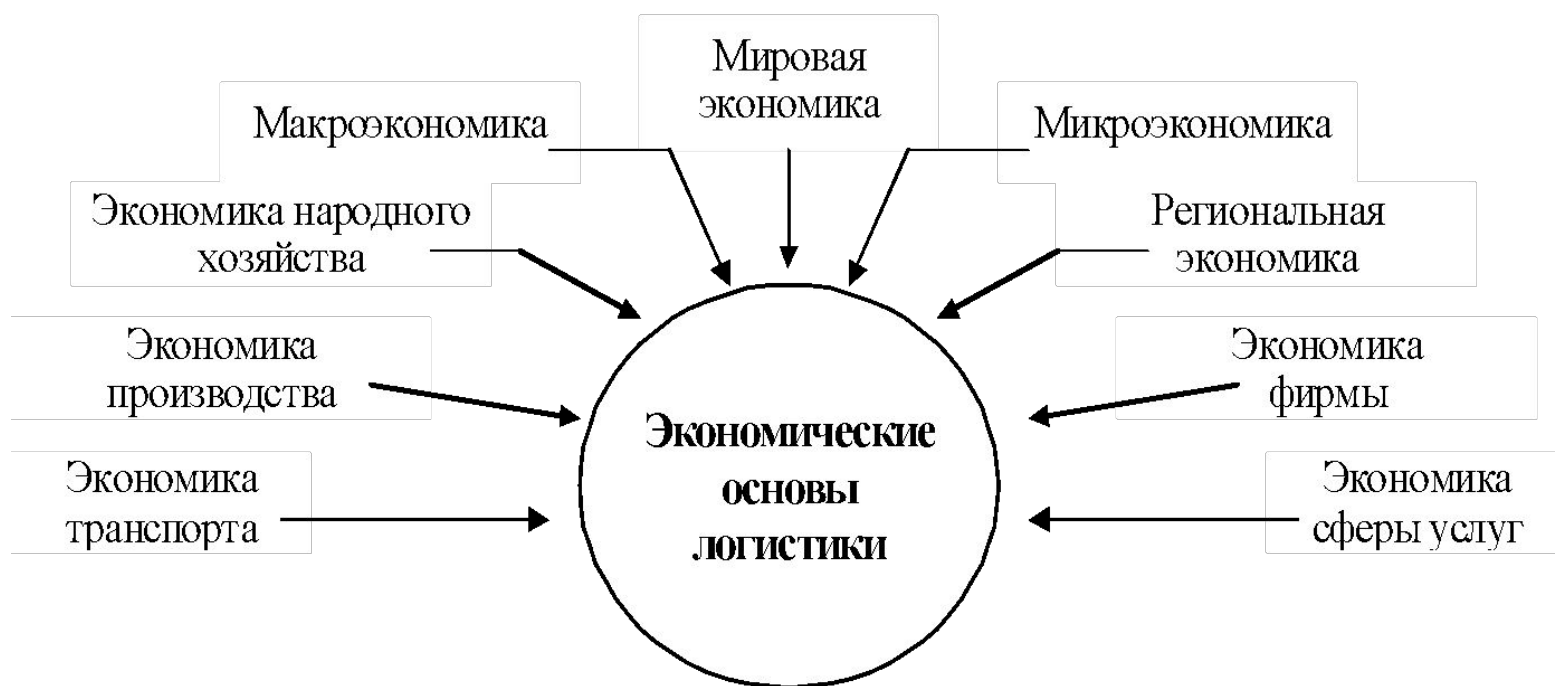 Мировая
экономика
Макроэкономика
Микроэкономика
Экономика народного
хозяйства
Региональная
экономика
Экономика
производства
Экономика
фирмы
Экономика
транспорта
Экономические
основы
логистики
Экономика
сферы услуг